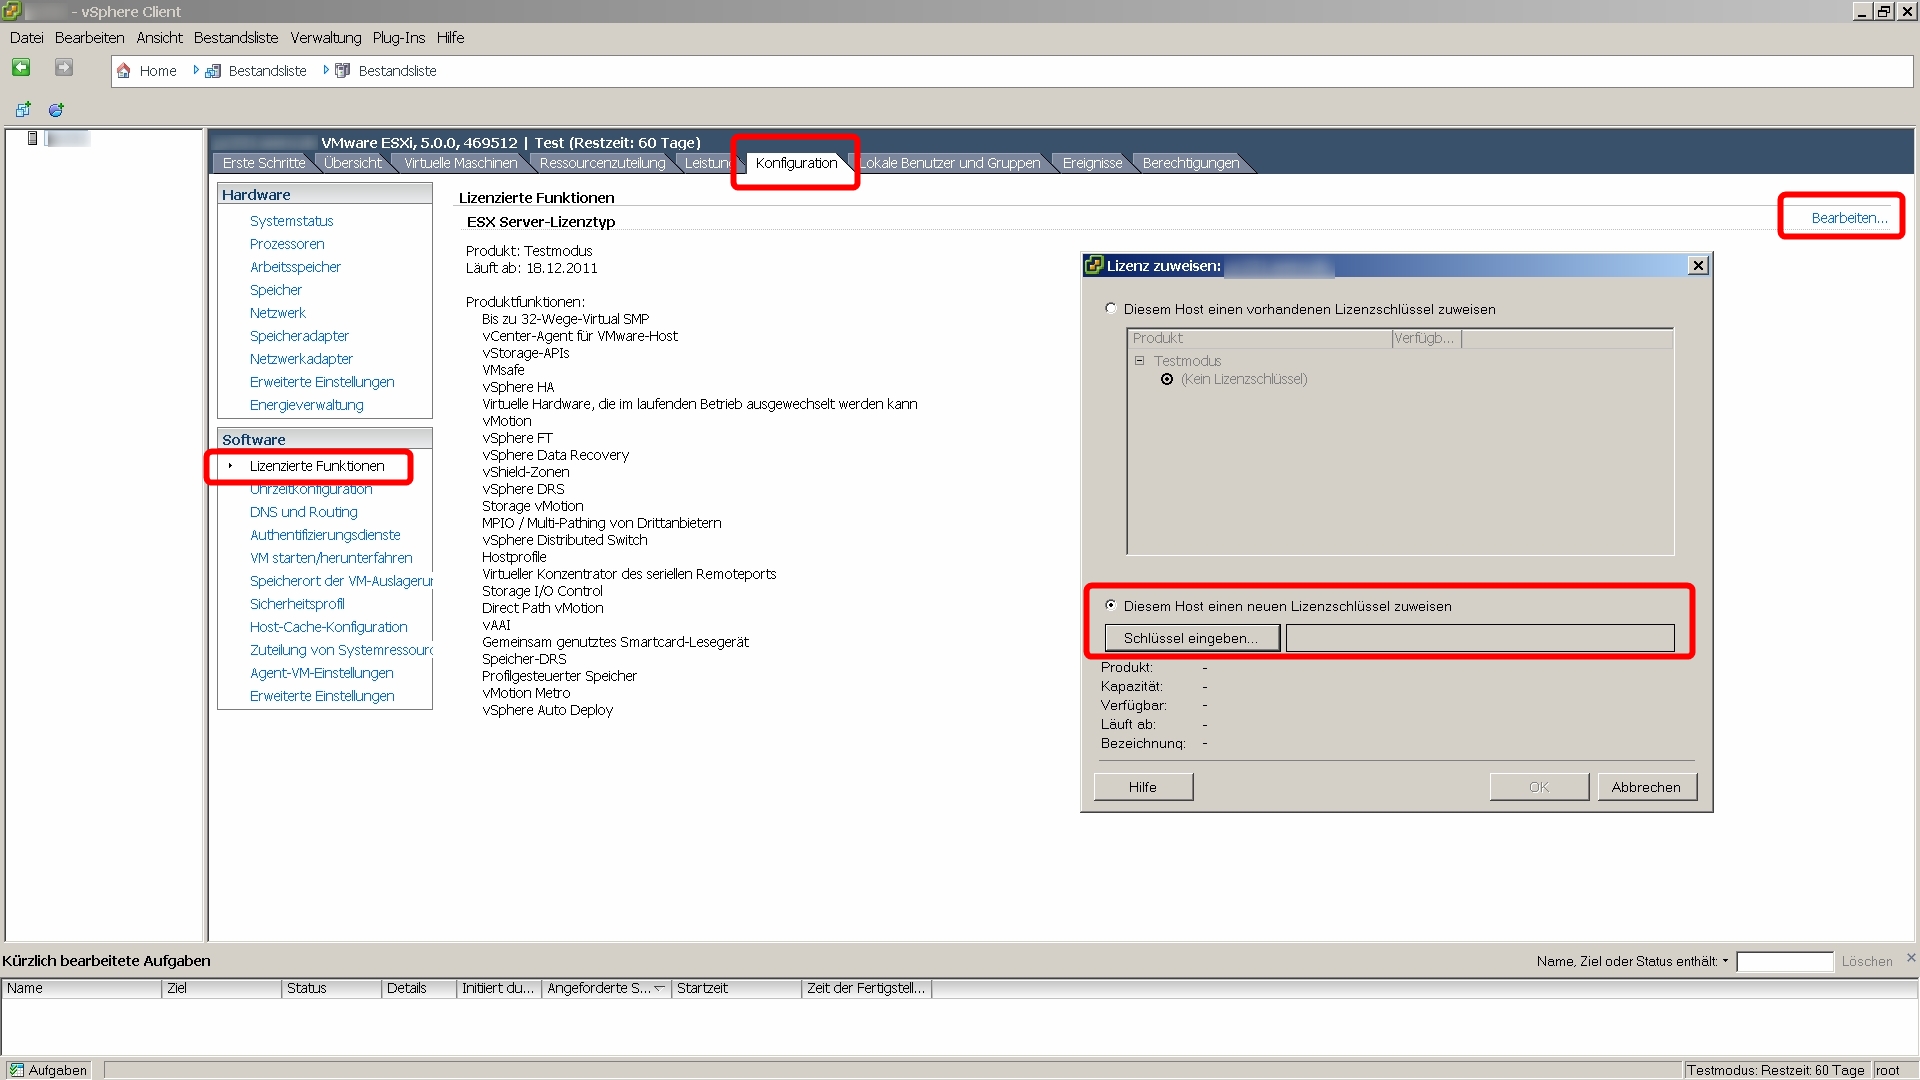 - vSphere Client
Datei Bearbeiten Ansicht Bestandsliste Verwaltung Plug-Ins Hilfe
Home Bestandsliste Bestandsliste
VMware ESXi, 5.0.0, 469512 | Test (Restzeit: 60 Tage)
Erste Schritte Übersicht Virtuelle Maschinen Ressourcenzuteilung Leistung Konfiguration Lokale Benutzer und Gruppen Ereignisse Berechtigungen
Hardware
Systemstatus
Prozessoren
Arbeitsspeicher
Speicher
Netzwerk
Speicheradapter
Netzwerkadapter
Erweiterte Einstellungen
Energieverwaltung
Software
Lizenzierte Funktionen
Uhrzeitkonfiguration
DNS und Routing
Authentifizierungsdienste
VM starten/herunterfahren
Speicherort der VM-Auslagerun
Sicherheitsprofil
Host-Cache-Konfiguration
Zuteilung von Systemressourc
Agent-VM-Einstellungen
Erweiterte Einstellungen
Lizenzierte Funktionen
ESX Server-Lizenztyp
Bearbeiten...
Produkt: Testmodus
Läuft ab: 18.12.2011
Produktfunktionen:
Bis zu 32-Wege-Virtual SMP
vCenter-Agent für VMware-Host
vStorage-APIs
VMsafe
vSphere HA
Virtuelle Hardware, die im laufenden Betrieb ausgewechselt werden kann
vMotion
vSphere FT
vSphere Data Recovery
vShield-Zonen
vSphere DRS
Storage vMotion
MPIO / Multi-Pathing von Drittanbietern
vSphere Distributed Switch
Hostprofile
Virtueller Konzentrator des seriellen Remoteports
Storage I/O Control
Direct Path vMotion
vAAI
Gemeinsam genutztes Smartcard-Lesegerät
Speicher-DRS
Profilgesteuerter Speicher
vMotion Metro
vSphere Auto Deploy
Lizenz zuweisen:
Diesem Host einen vorhandenen Lizenzschlüssel zuweisen
Produkt Verfügb...
Testmodus
(Kein Lizenzschlüssel)
Diesem Host einen neuen Lizenzschlüssel zuweisen
Schlüssel eingeben...
Produkt: -
Kapazität: -
Verfügbar: -
Läuft ab: -
Bezeichnung: -
Hilfe OK Abbrechen
Kürzlich bearbeitete Aufgaben
Name, Ziel oder Status enthält: Löschen
Name Ziel Status Details Initiiert du... Angeforderte S... Startzeit Zeit der Fertigstell...
Aufgaben
Testmodus: Restzeit: 60 Tage root